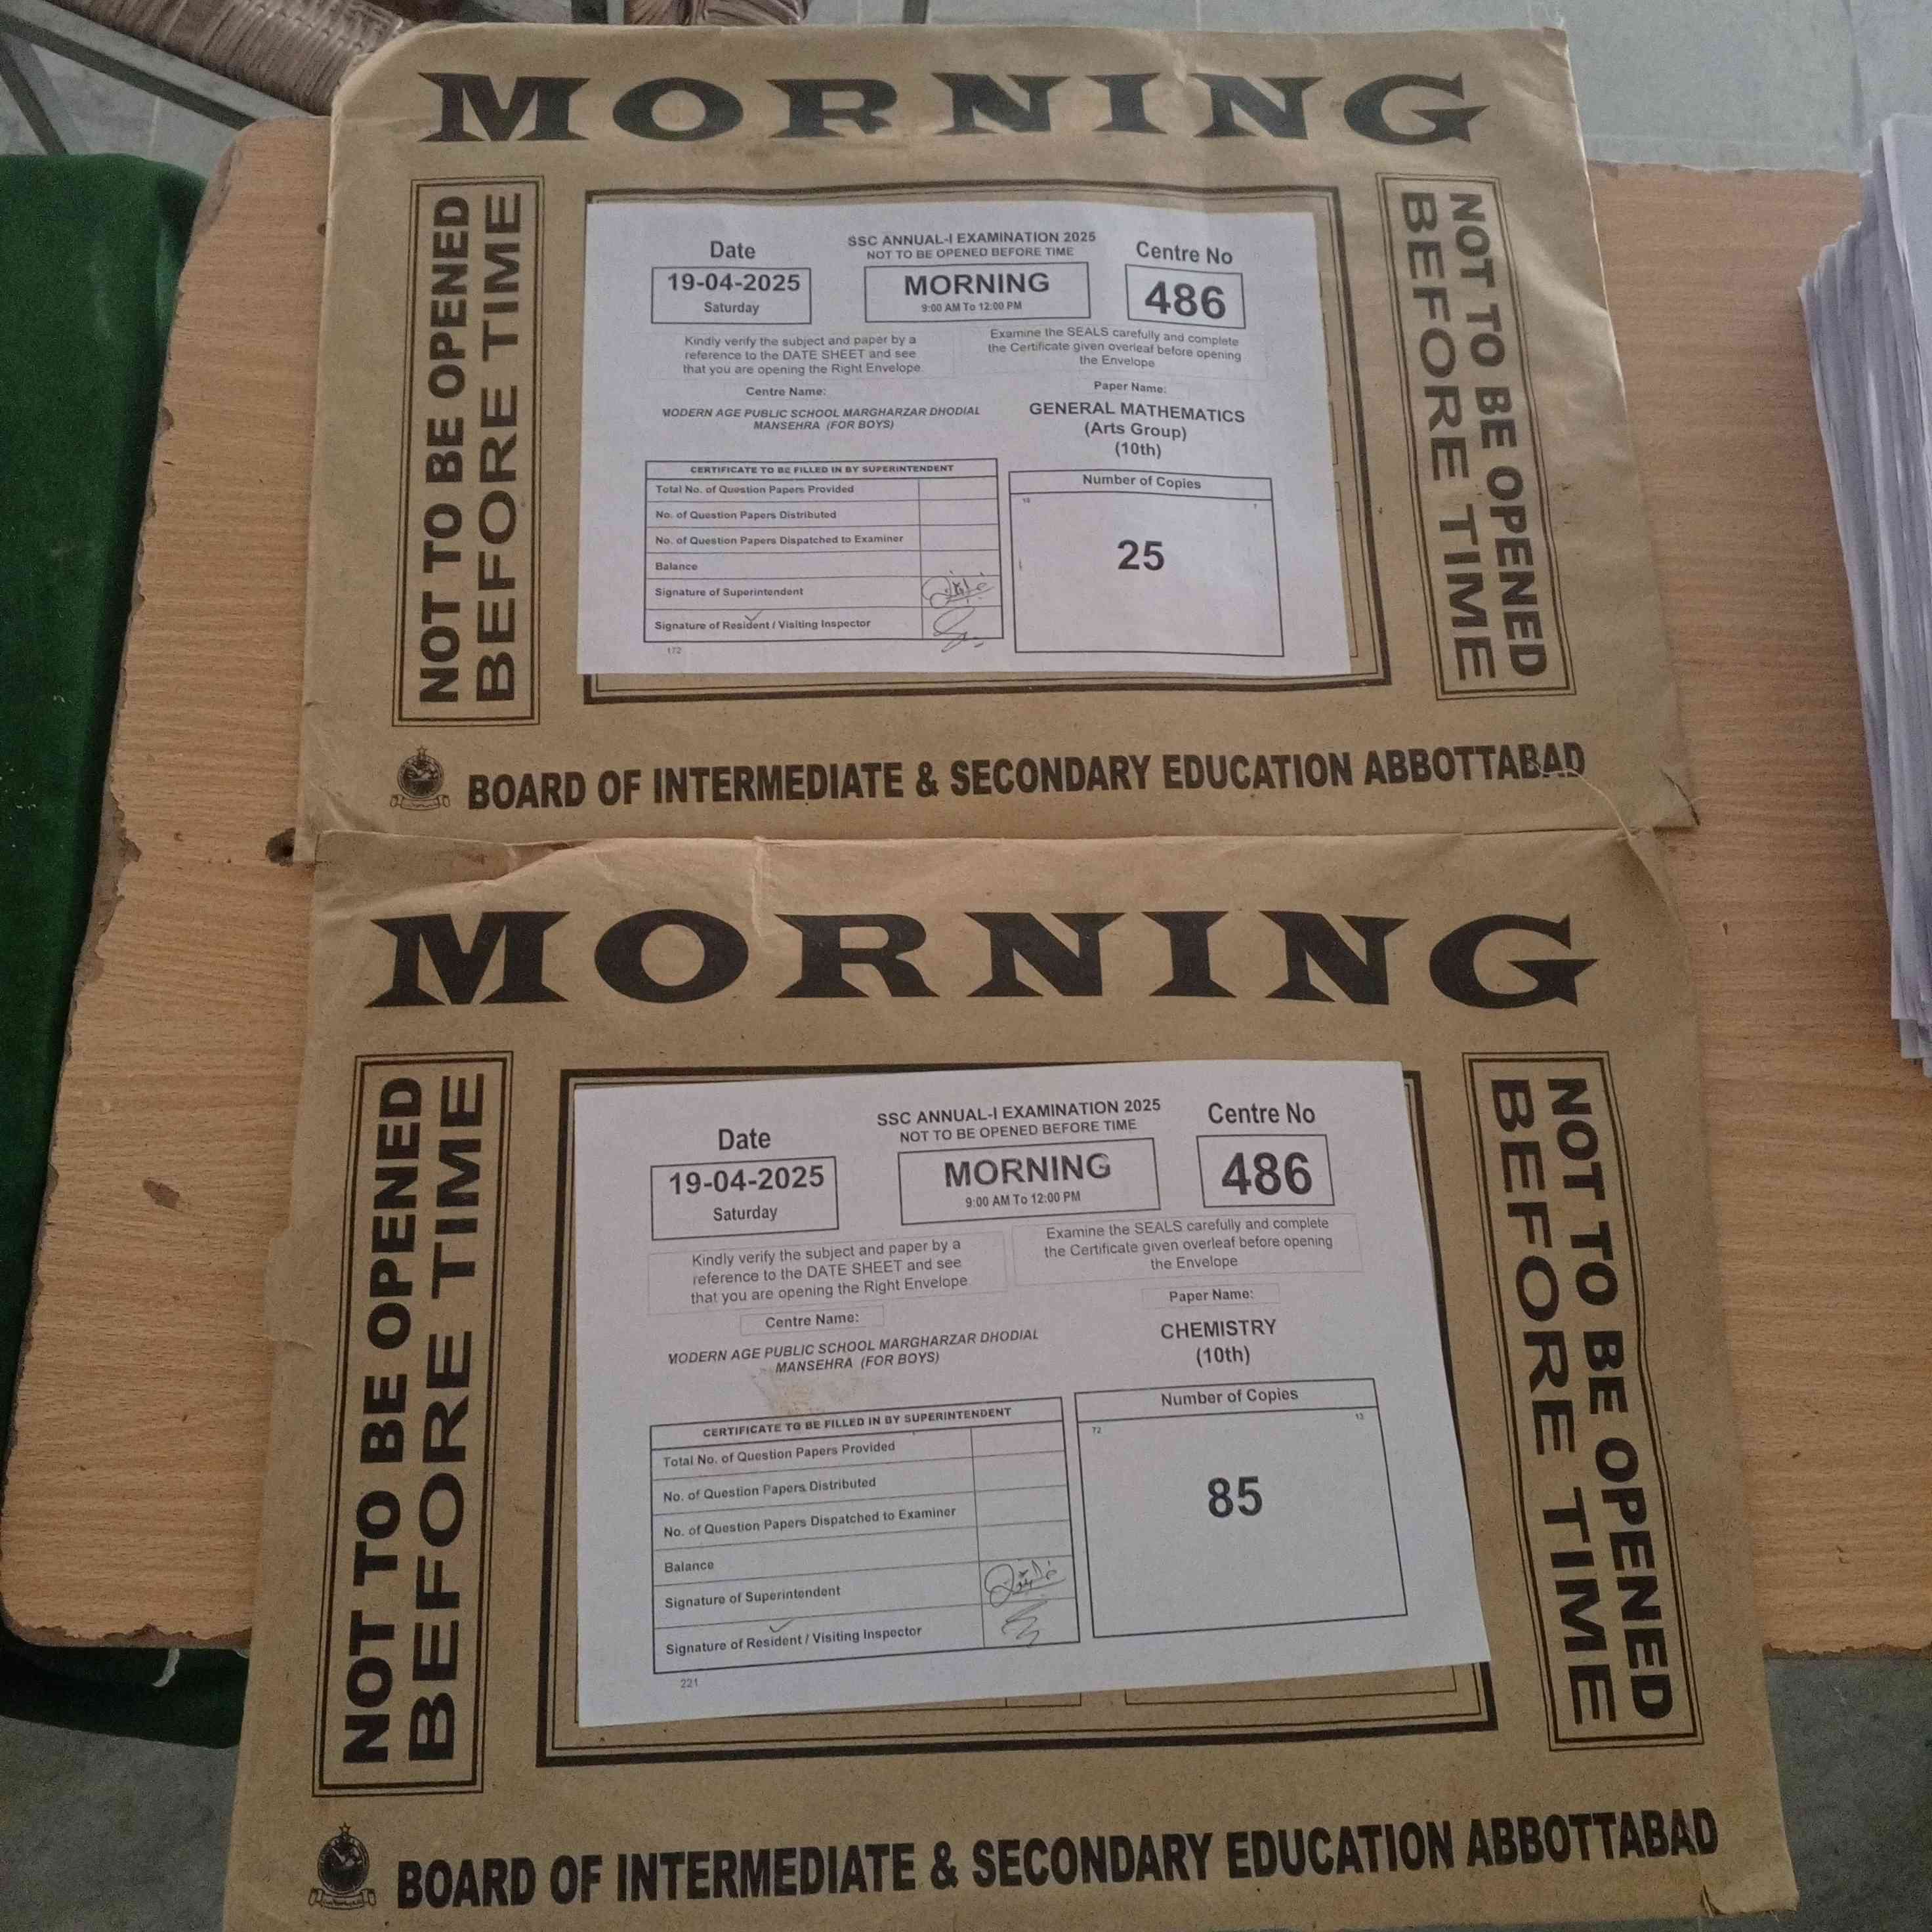 MORNING
NOT TO BE OPENED
BEFORE TIME
SSC ANNUAL-I EXAMINATION 2025
NOT TO BE OPENED BEFORE TIME
Date
19-04-2025
Saturday
MORNING
9:00 AM To 12:00 PM
Centre No
486
Kindly verify the subject and paper by a
reference to the DATE SHEET and see
that you are opening the Right Envelope.
Examine the SEALS carefully and complete
the Certificate given overleaf before opening
the Envelope
Centre Name:
MODERN AGE PUBLIC SCHOOL MARGHARZAR DHODIAL
MANSEHRA (FOR BOYS)
Paper Name:
GENERAL MATHEMATICS
(Arts Group)
(10th)
CERTIFICATE TO BE FILLED IN BY SUPERINTENDENT
Total No. of Question Papers Provided
No. of Question Papers Distributed
No. of Question Papers Dispatched to Examiner
Balance
Signature of Superintendent
Signature of Resident / Visiting Inspector
172
Number of Copies
18 7
25
NOT TO BE OPENED
BEFORE TIME
BOARD OF INTERMEDIATE & SECONDARY EDUCATION ABBOTTABAD
MORNING
NOT TO BE OPENED
BEFORE TIME
SSC ANNUAL-I EXAMINATION 2025
NOT TO BE OPENED BEFORE TIME
Date
19-04-2025
Saturday
MORNING
9:00 AM To 12:00 PM
Centre No
486
Kindly verify the subject and paper by a
reference to the DATE SHEET and see
that you are opening the Right Envelope
Examine the SEALS carefully and complete
the Certificate given overleaf before opening
the Envelope
Centre Name:
MODERN AGE PUBLIC SCHOOL MARGHARZAR DHODIAL
MANSEHRA (FOR BOYS)
Paper Name:
CHEMISTRY
(10th)
CERTIFICATE TO BE FILLED IN BY SUPERINTENDENT
Total No. of Question Papers Provided
No. of Question Papers Distributed
No. of Question Papers Dispatched to Examiner
Balance
Signature of Superintendent
Signature of Resident / Visiting Inspector
221
Number of Copies
72 13
85
NOT TO BE OPENED
BEFORE TIME
BOARD OF INTERMEDIATE & SECONDARY EDUCATION ABBOTTABAD